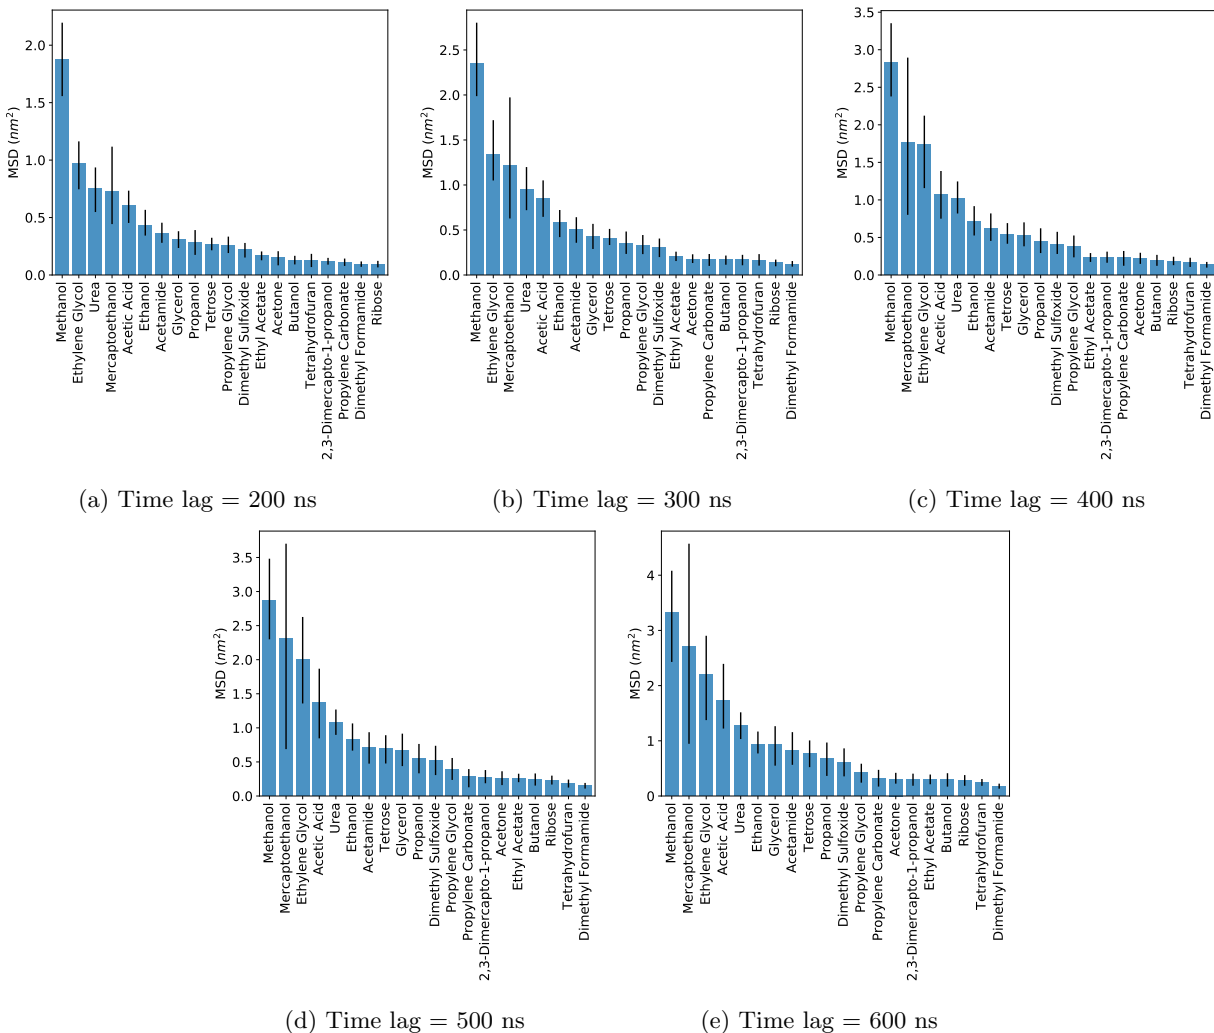 MSD (nm²)
2.0
1.5
1.0
0.5
0.0
Methanol
Ethylene Glycol
Urea
Mercaptoethanol
Acetic Acid
Ethanol
Acetamide
Glycerol
Propanol
Tetrose
Propylene Glycol
Dimethyl Sulfoxide
Ethyl Acetate
Acetone
Butanol
Tetrahydrofuran
2,3-Dimercapto-1-propanol
Propylene Carbonate
Dimethyl Formamide
Ribose
(a) Time lag = 200 ns
MSD (nm²)
2.5
2.0
1.5
1.0
0.5
0.0
Methanol
Ethylene Glycol
Mercaptoethanol
Urea
Acetic Acid
Ethanol
Acetamide
Glycerol
Tetrose
Propanol
Propylene Glycol
Dimethyl Sulfoxide
Ethyl Acetate
Acetone
Propylene Carbonate
Butanol
2,3-Dimercapto-1-propanol
Tetrahydrofuran
Ribose
Dimethyl Formamide
(b) Time lag = 300 ns
MSD (nm²)
3.5
3.0
2.5
2.0
1.5
1.0
0.5
0.0
Methanol
Mercaptoethanol
Ethylene Glycol
Acetic Acid
Urea
Ethanol
Acetamide
Tetrose
Glycerol
Propanol
Dimethyl Sulfoxide
Propylene Glycol
Ethyl Acetate
2,3-Dimercapto-1-propanol
Propylene Carbonate
Acetone
Butanol
Ribose
Tetrahydrofuran
Dimethyl Formamide
(c) Time lag = 400 ns
MSD (nm²)
3.5
3.0
2.5
2.0
1.5
1.0
0.5
0.0
Methanol
Mercaptoethanol
Ethylene Glycol
Acetic Acid
Urea
Ethanol
Acetamide
Tetrose
Glycerol
Propanol
Dimethyl Sulfoxide
Propylene Glycol
Propylene Carbonate
2,3-Dimercapto-1-propanol
Acetone
Ethyl Acetate
Butanol
Ribose
Tetrahydrofuran
Dimethyl Formamide
(d) Time lag = 500 ns
MSD (nm²)
4
3
2
1
0
Methanol
Mercaptoethanol
Ethylene Glycol
Acetic Acid
Urea
Ethanol
Glycerol
Acetamide
Tetrose
Propanol
Dimethyl Sulfoxide
Propylene Glycol
Propylene Carbonate
Acetone
2,3-Dimercapto-1-propanol
Ethyl Acetate
Butanol
Ribose
Tetrahydrofuran
Dimethyl Formamide
(e) Time lag = 600 ns